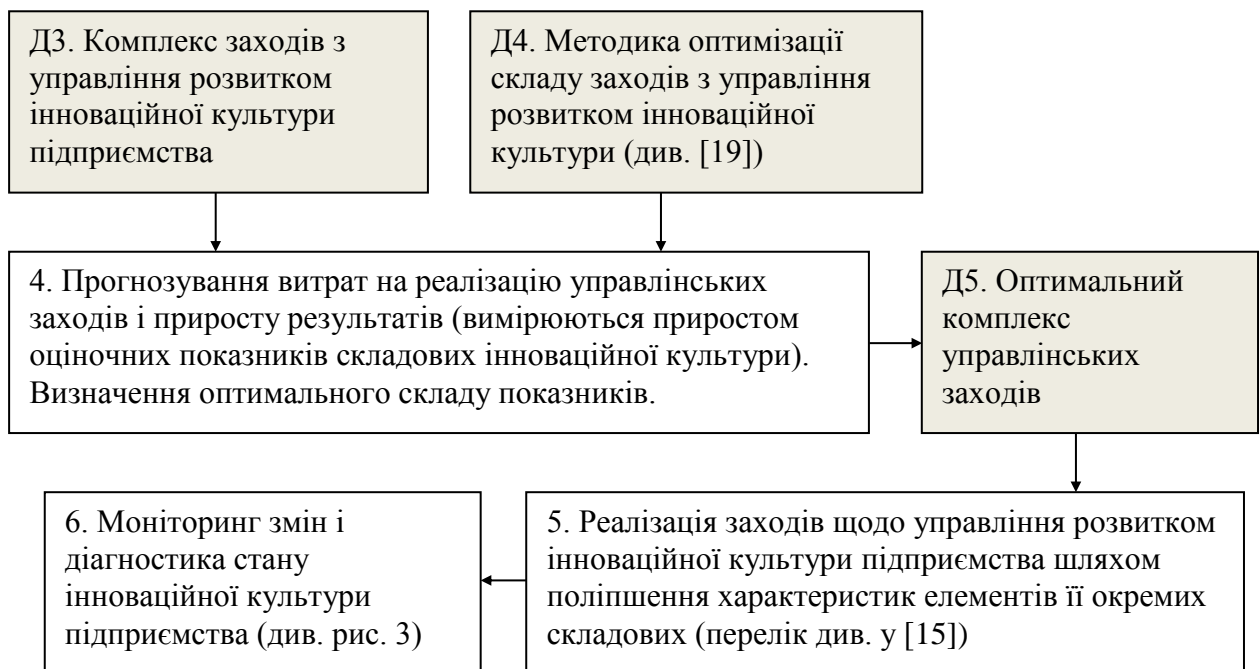 Д3. Комплекс заходів з
управління розвитком
інноваційної культури
підприємства
Д4. Методика оптимізації
складу заходів з управління
розвитком інноваційної
культури (див. [19])
4. Прогнозування витрат на реалізацію управлінських
заходів і приросту результатів (вимірюються приростом
оціночних показників складових інноваційної культури).
Визначення оптимального складу показників.
Д5. Оптимальний
комплекс
управлінських
заходів
6. Моніторинг змін і
діагностика стану
інноваційної культури
підприємства (див. рис. 3)
5. Реалізація заходів щодо управління розвитком
інноваційної культури підприємства шляхом
поліпшення характеристик елементів її окремих
складових (перелік див. у [15])